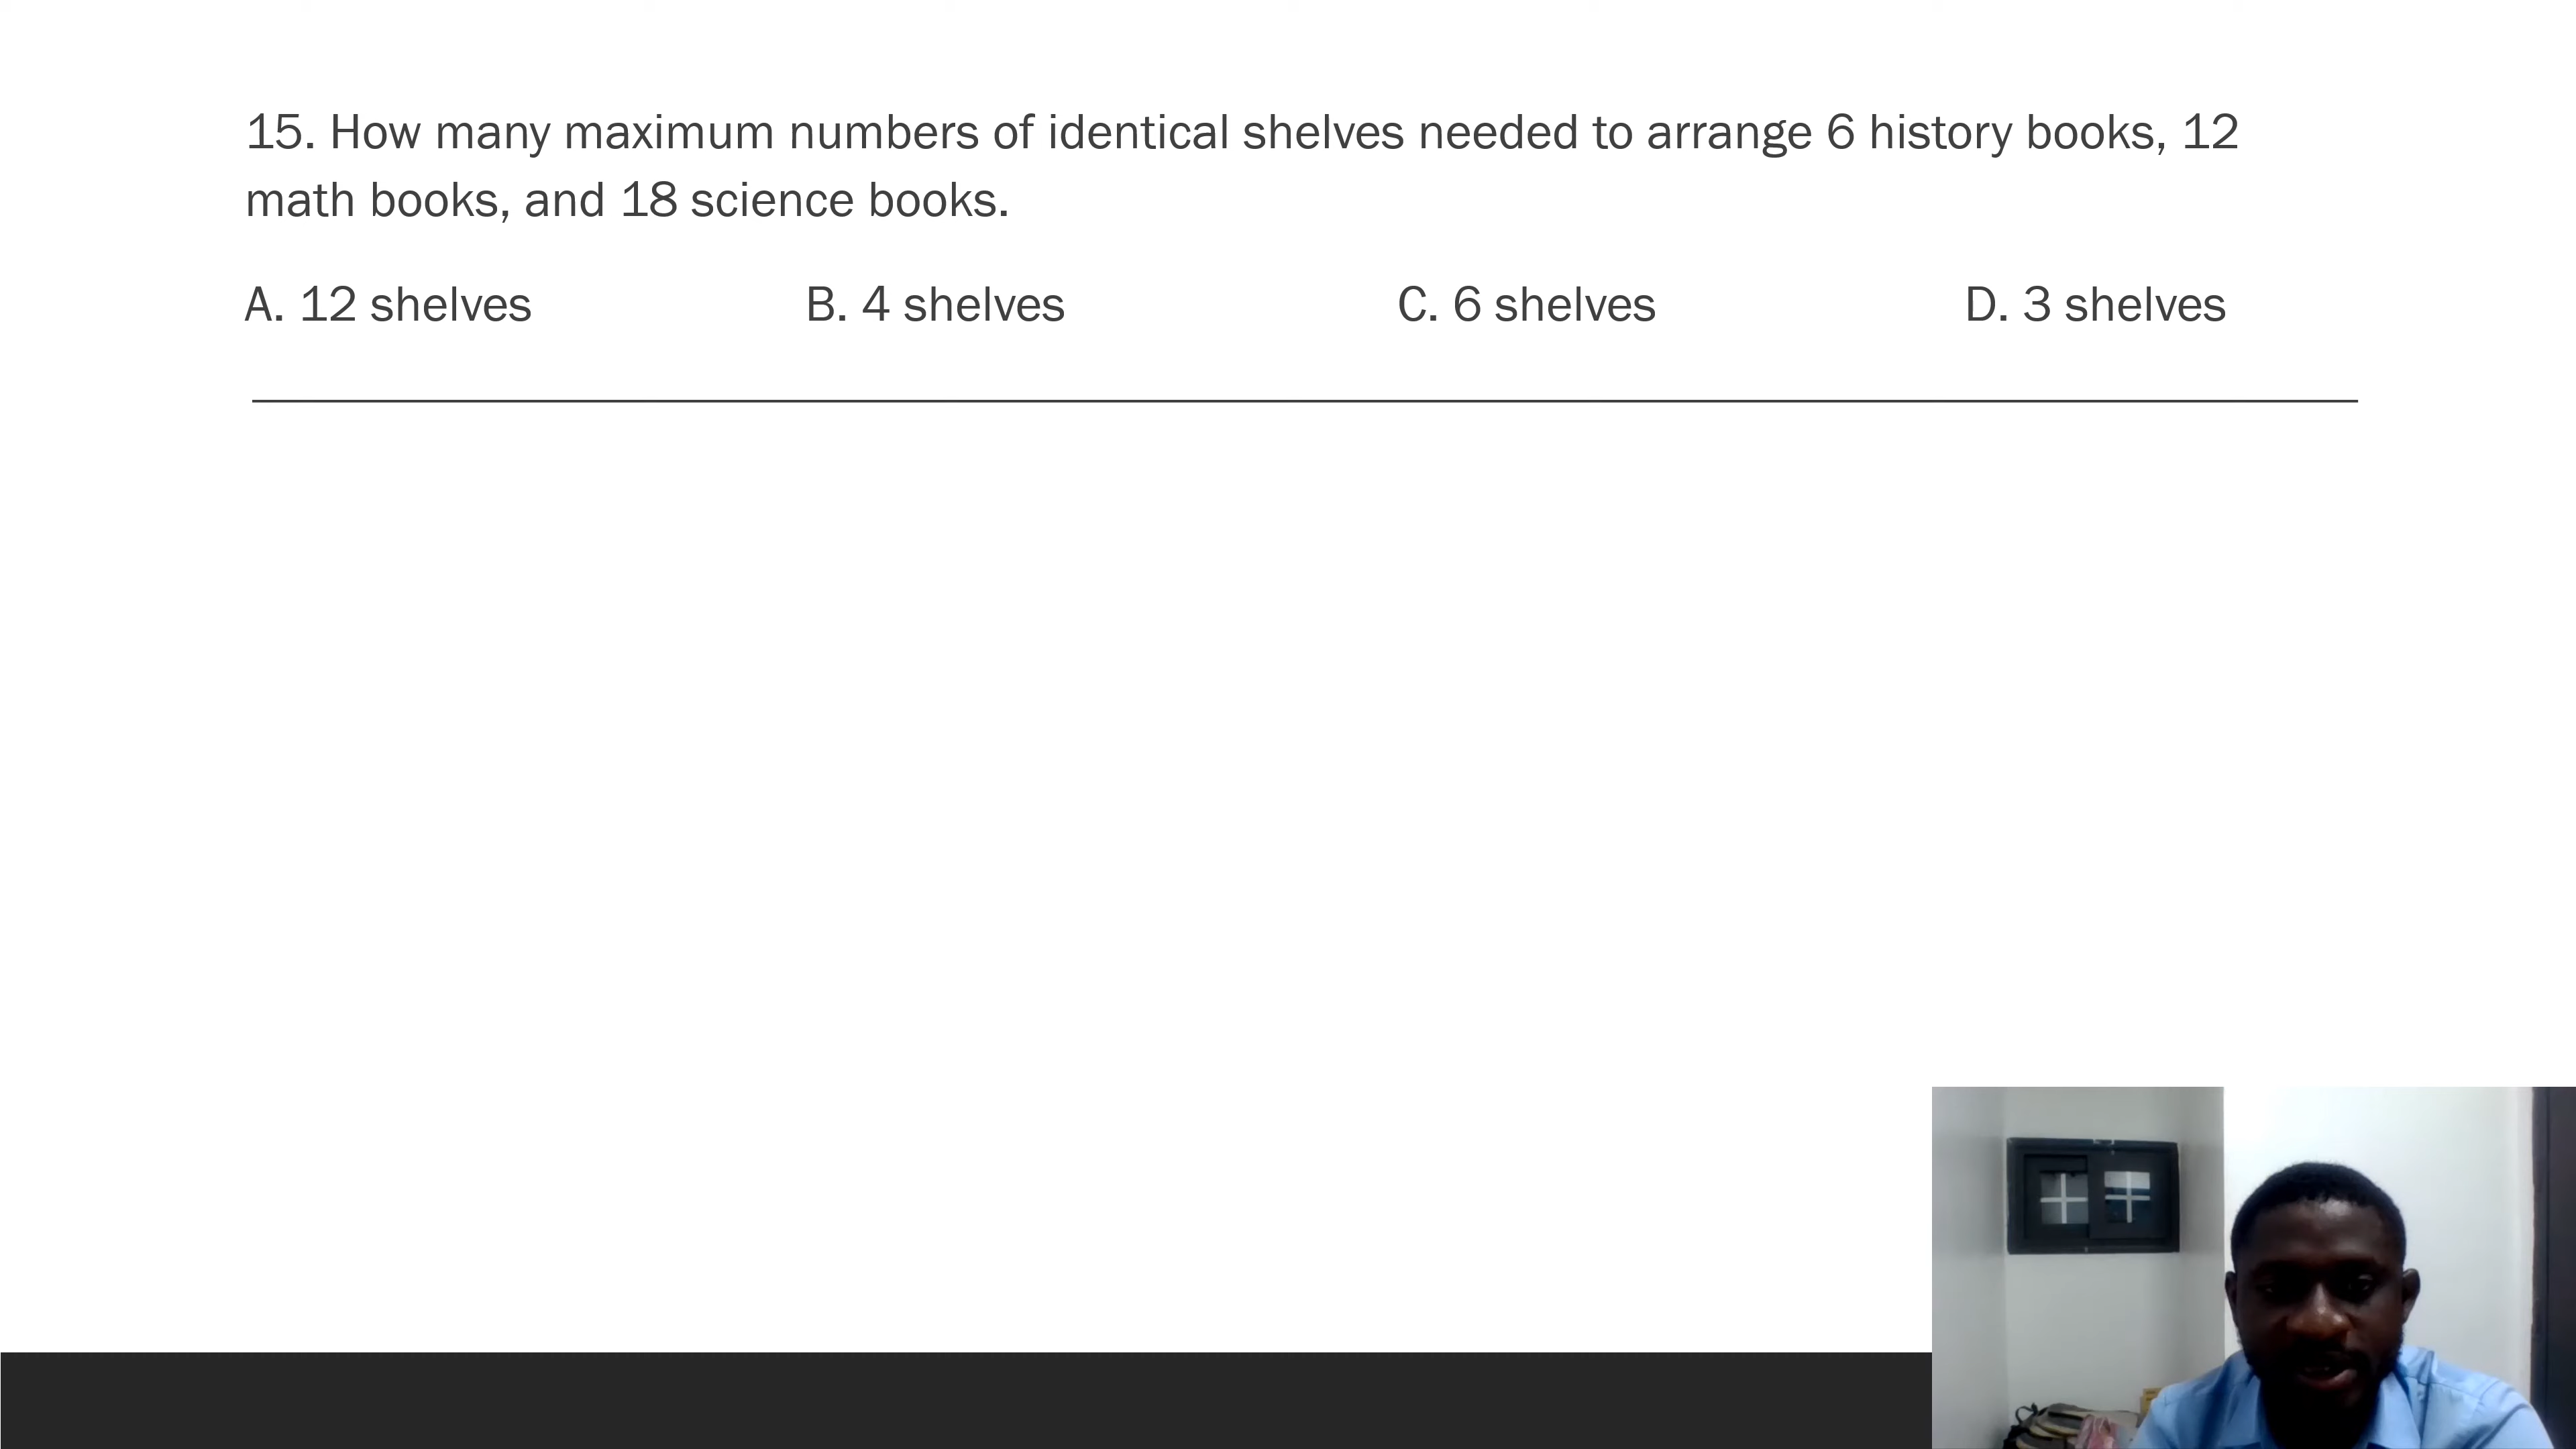 15. How many maximum numbers of identical shelves needed to arrange 6 history books, 12
math books, and 18 science books.
A. 12 shelves B. 4 shelves C. 6 shelves D. 3 shelves